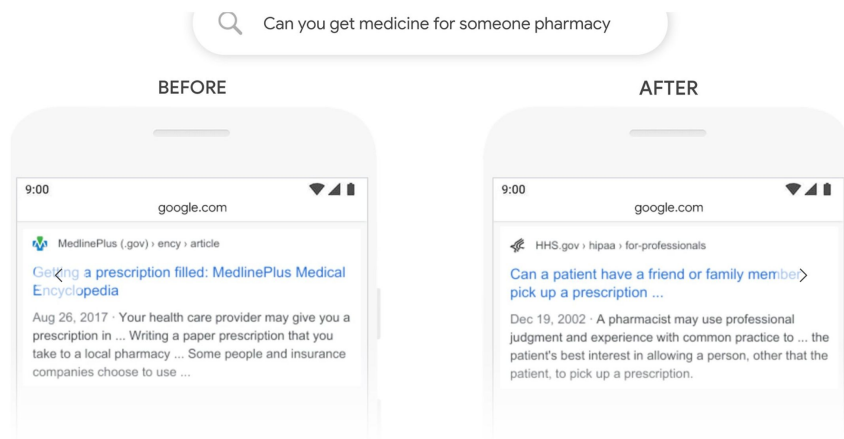 Can you get medicine for someone pharmacy
BEFORE
9:00
google.com
MedlinePlus (.gov) › ency › article
Getting a prescription filled: MedlinePlus Medical
Encyclopedia
Aug 26, 2017 · Your health care provider may give you a
prescription in ... Writing a paper prescription that you
take to a local pharmacy ... Some people and insurance
companies choose to use ...
AFTER
9:00
google.com
HHS.gov › hipaa › for-professionals
Can a patient have a friend or family member
pick up a prescription ...
Dec 19, 2002 · A pharmacist may use professional
judgment and experience with common practice to ... the
patient's best interest in allowing a person, other that the
patient, to pick up a prescription.